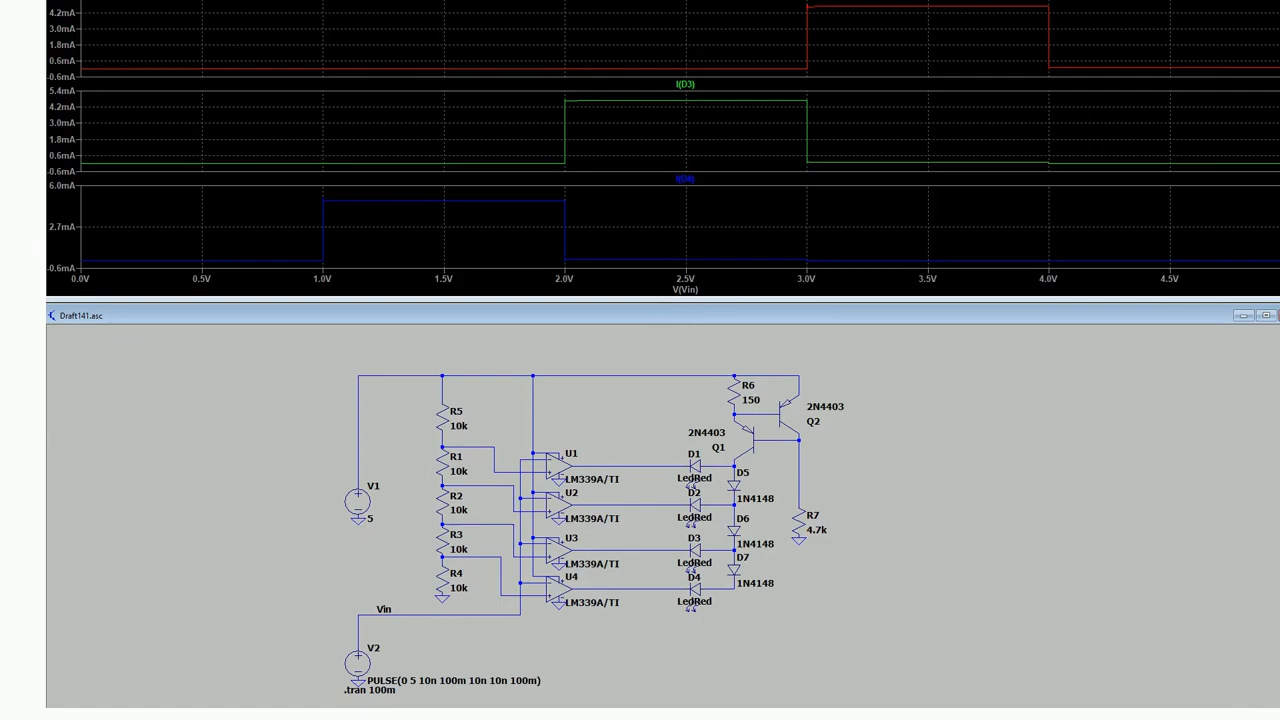 4.2mA
3.0mA
1.8mA
0.6mA
-0.6mA
I(D3)
5.4mA
4.2mA
3.0mA
1.8mA
0.6mA
-0.6mA
I(D4)
6.0mA
2.7mA
-0.6mA
0.0V 0.5V 1.0V 1.5V 2.0V 2.5V 3.0V 3.5V 4.0V 4.5V
V(Vin)
Draft141.asc
R6
150
2N4403
Q2
R5
10k
2N4403
Q1
R1
10k
U1
LM339A/TI
D1
LedRed
D5
1N4148
V1
5
R2
10k
U2
LM339A/TI
D2
LedRed
D6
1N4148
R7
4.7k
R3
10k
U3
LM339A/TI
D3
LedRed
D7
1N4148
R4
10k
U4
LM339A/TI
D4
LedRed
Vin
V2
PULSE(0 5 10n 100m 10n 10n 100m)
.tran 100m